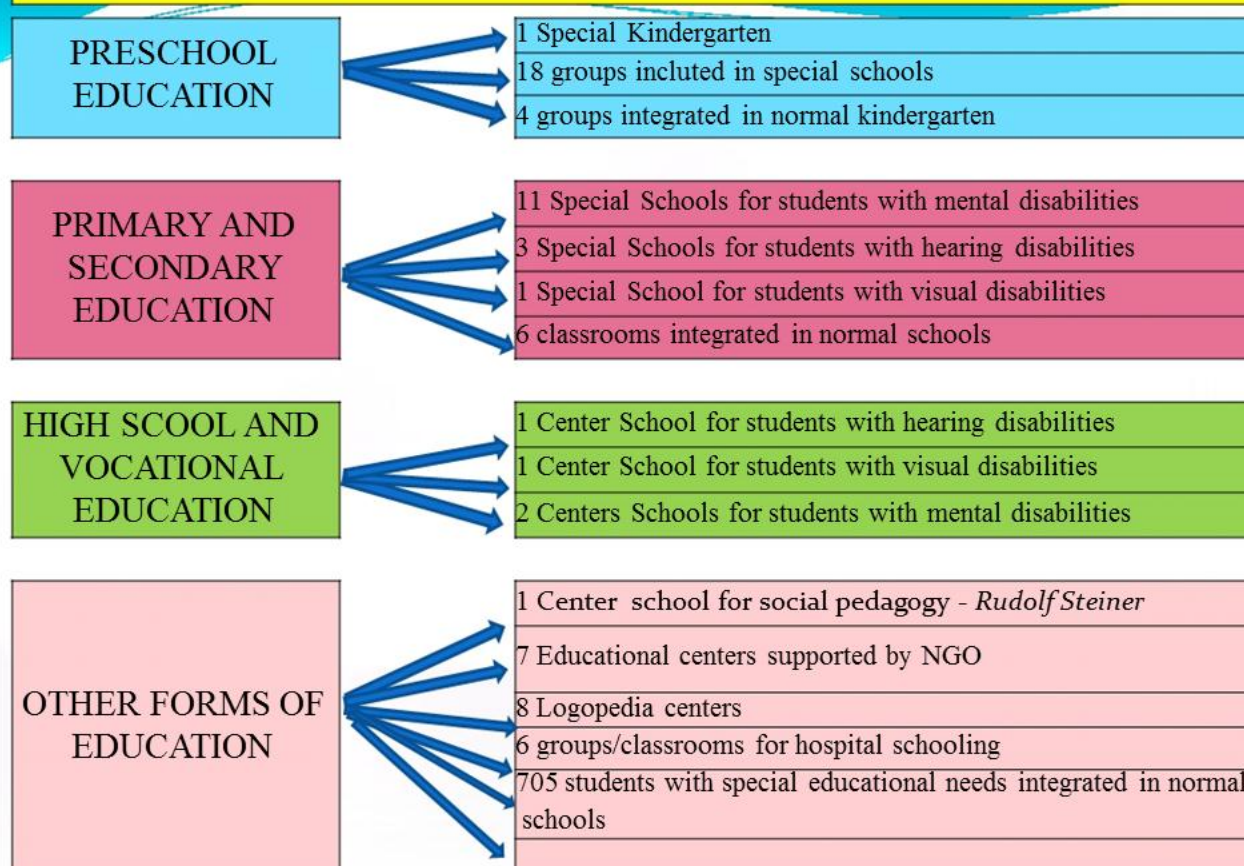 PRESCHOOL
EDUCATION
1 Special Kindergarten
18 groups incluted in special schools
4 groups integrated in normal kindergarten
PRIMARY AND
SECONDARY
EDUCATION
11 Special Schools for students with mental disabilities
3 Special Schools for students with hearing disabilities
1 Special School for students with visual disabilities
6 classrooms integrated in normal schools
HIGH SCOOL AND
VOCATIONAL
EDUCATION
1 Center School for students with hearing disabilities
1 Center School for students with visual disabilities
2 Centers Schools for students with mental disabilities
OTHER FORMS OF
EDUCATION
1 Center school for social pedagogy - Rudolf Steiner
7 Educational centers supported by NGO
8 Logopedia centers
6 groups/classrooms for hospital schooling
705 students with special educational needs integrated in normal
schools